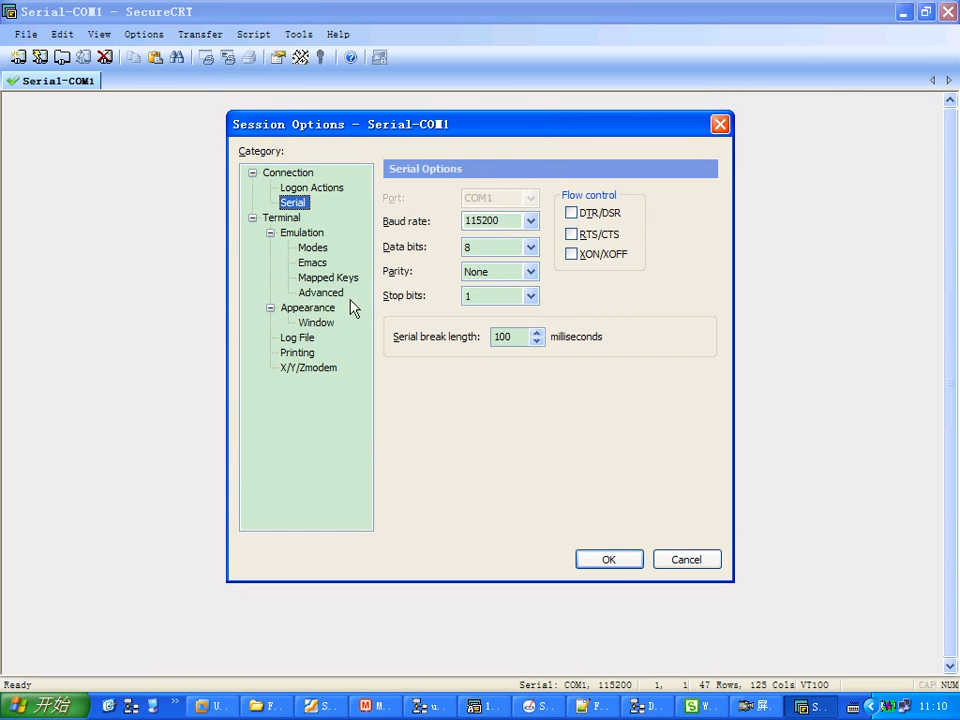 Serial-COM1 - SecureCRT
File Edit View Options Transfer Script Tools Help
Serial-COM1
Session Options - Serial-COM1
Category:
Connection
Logon Actions
Serial
Terminal
Emulation
Modes
Emacs
Mapped Keys
Advanced
Appearance
Window
Log File
Printing
X/Y/Zmodem
Serial Options
Port: COM1
Baud rate: 115200
Data bits: 8
Parity: None
Stop bits: 1
Flow control
DTR/DSR
RTS/CTS
XON/XOFF
Serial break length: 100 milliseconds
OK Cancel
Ready Serial: COM1, 115200 1, 1 47 Rows, 125 Cols VT100 CAP NUM
开始 U.. F.. S.. M.. u.. 1.. S.. F.. D.. W.. 屏. S.. 11:10